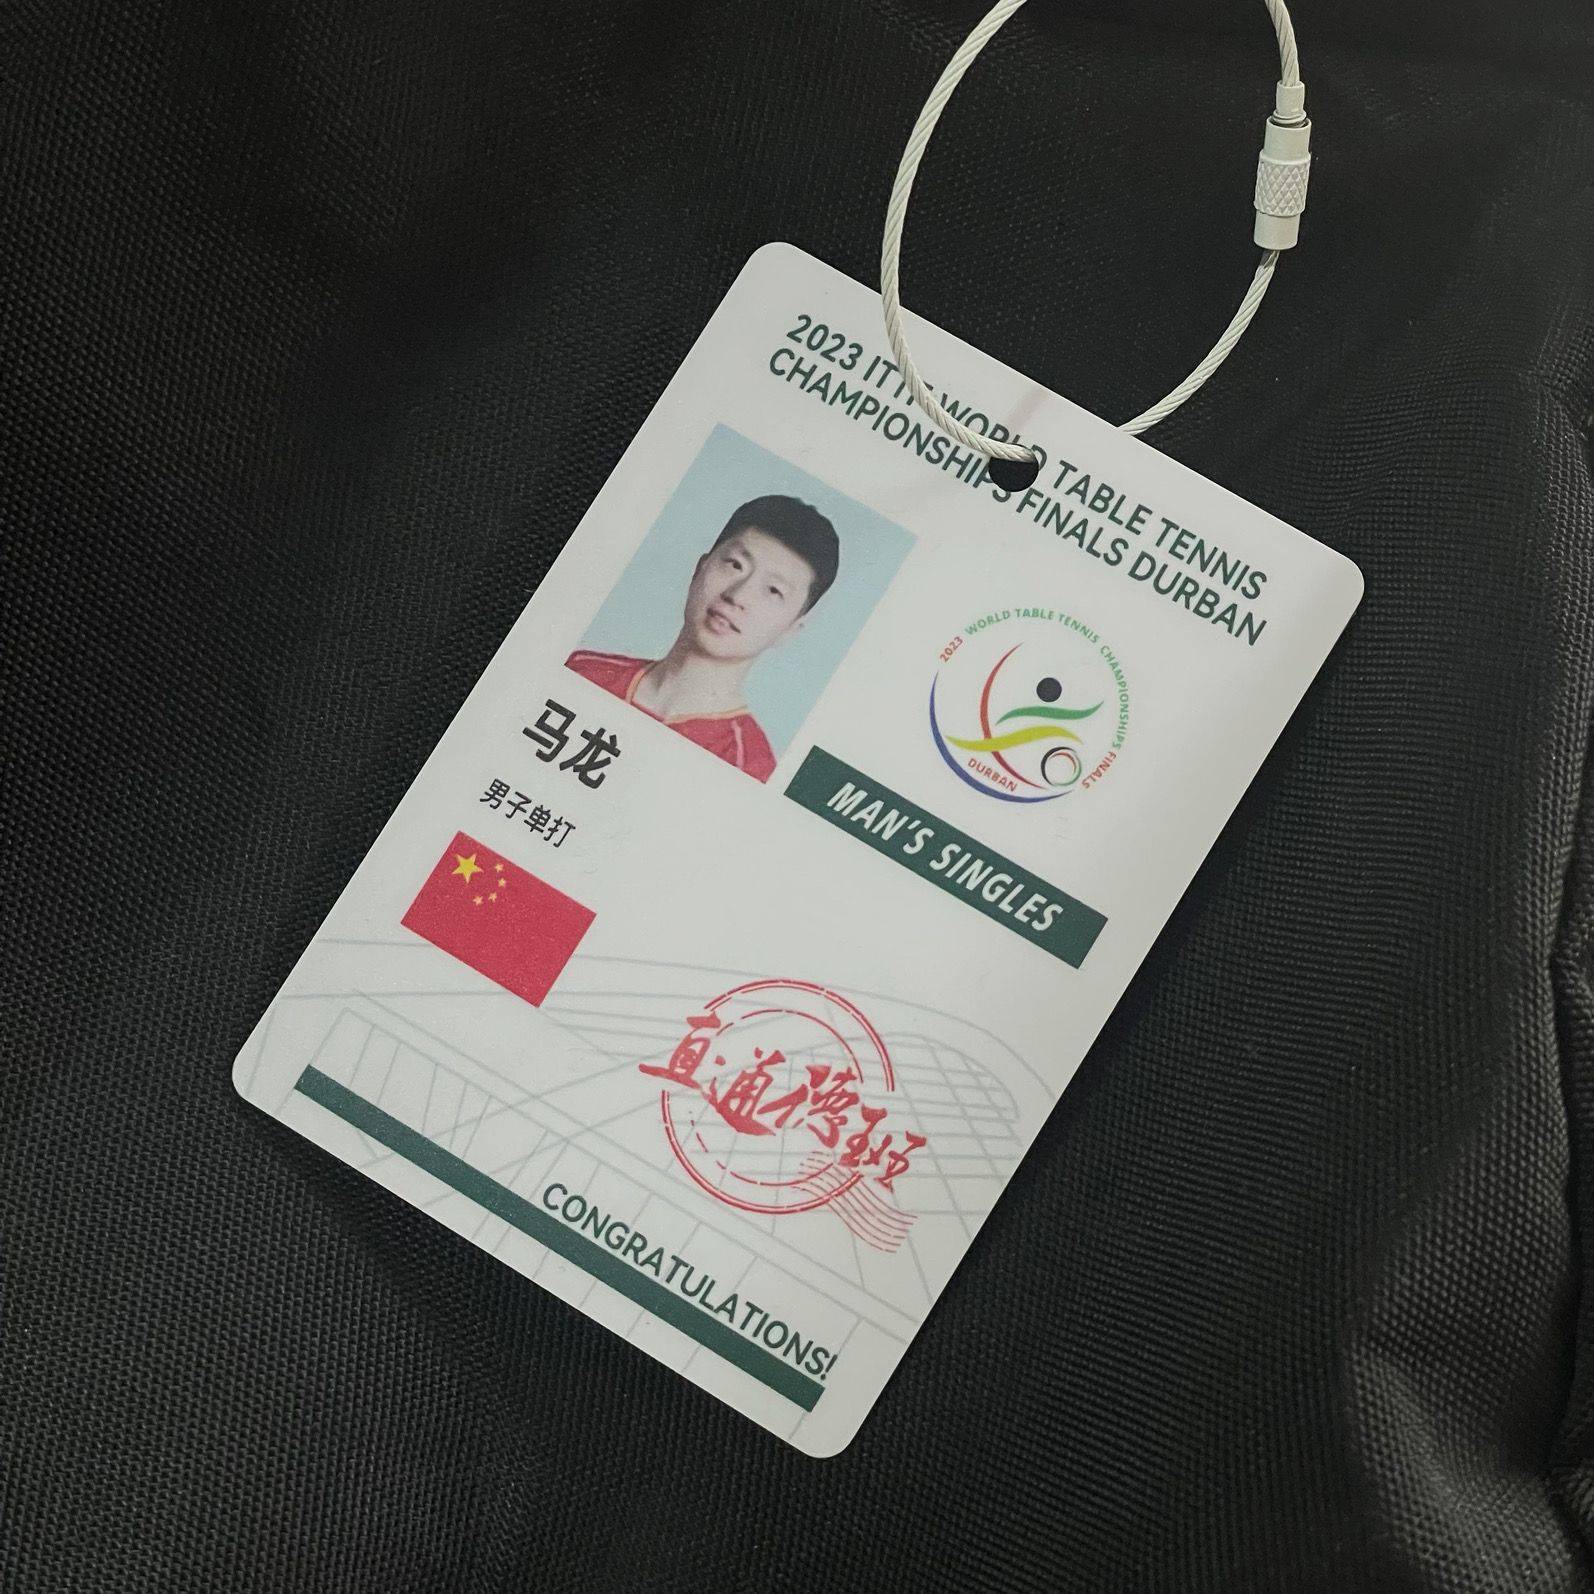 2023 ITTF WORLD TABLE TENNIS
CHAMPIONSHIPS FINALS DURBAN
2023 WORLD TABLE TENNIS CHAMPIONSHIPS FINALS
DURBAN
马龙
男子单打
MAN'S SINGLES
直通德班
CONGRATULATIONS!